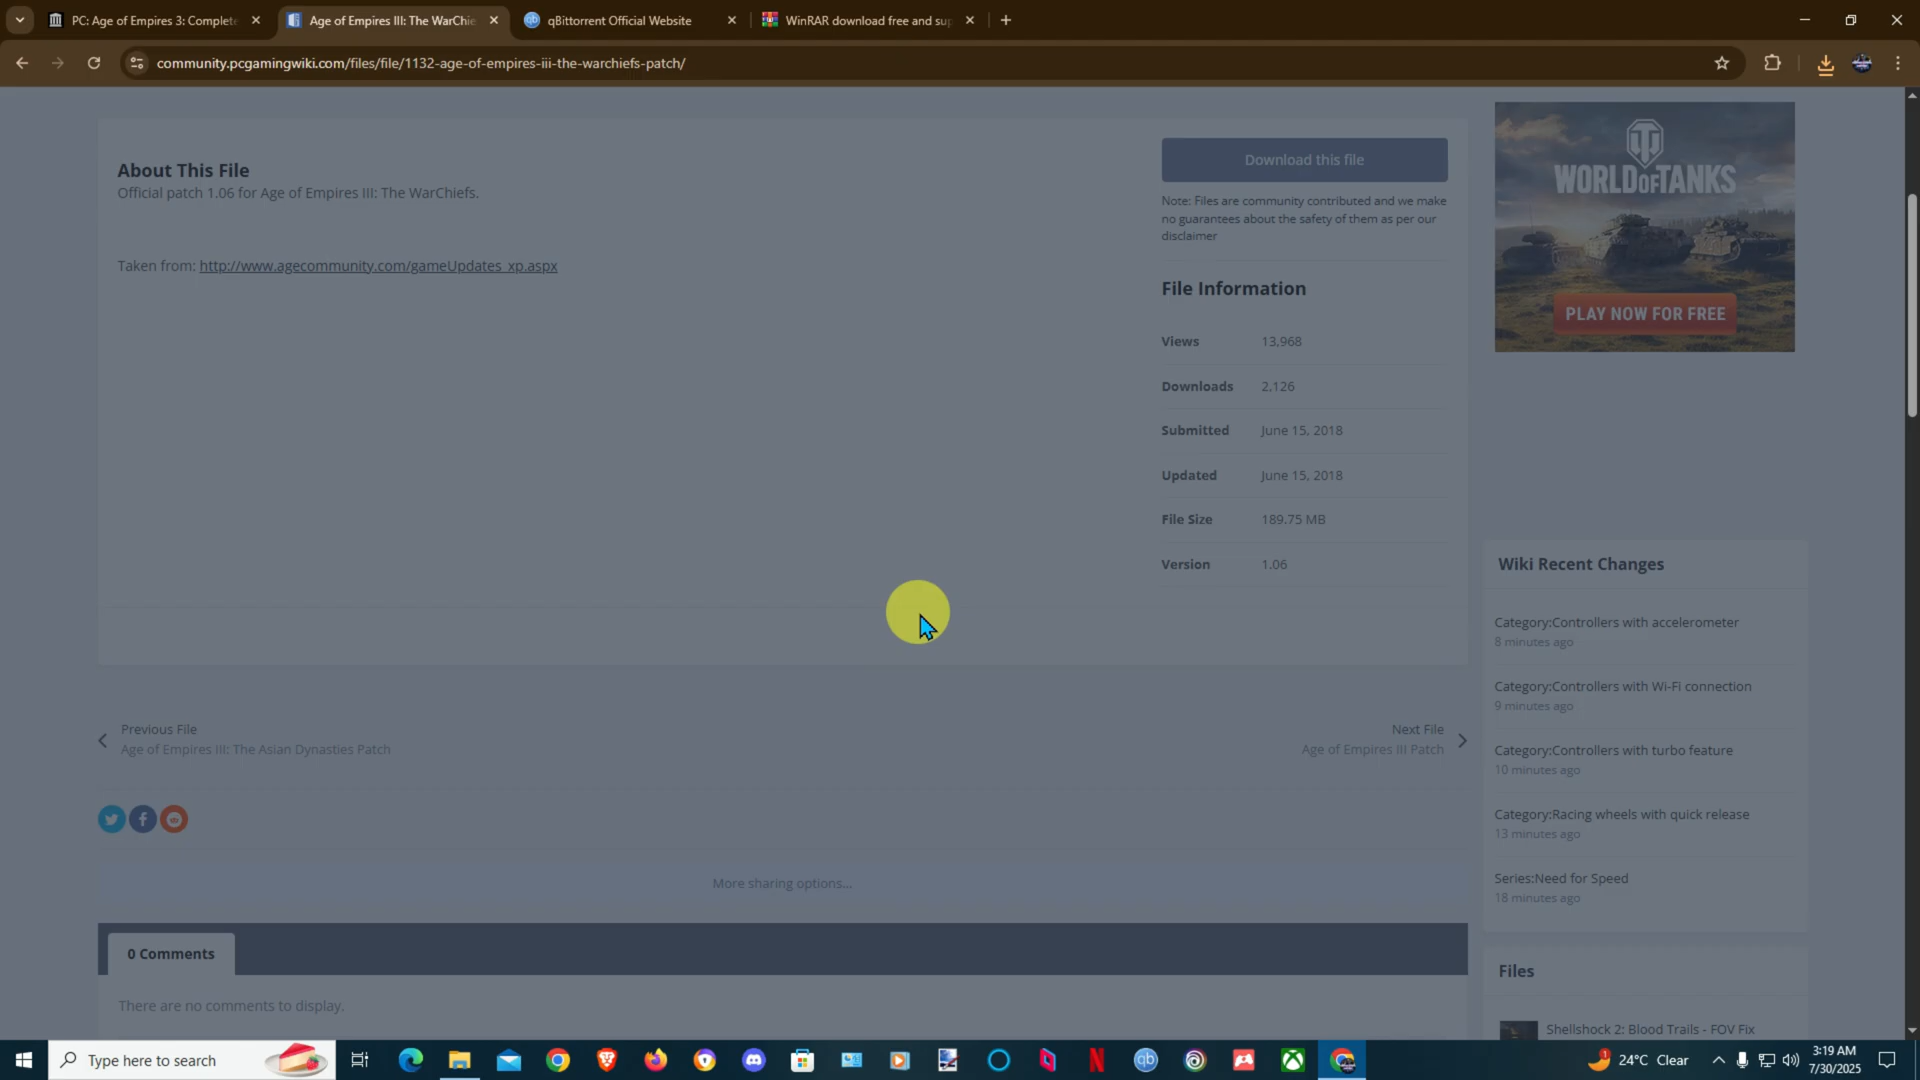 PC: Age of Empires 3: Complete
Age of Empires III: The WarChie
qBittorrent Official Website
WinRAR download free and sup
community.pcgamingwiki.com/files/file/1132-age-of-empires-iii-the-warchiefs-patch/
About This File
Official patch 1.06 for Age of Empires III: The WarChiefs.
Taken from: http://www.agecommunity.com/gameUpdates_xp.aspx
Download this file
Note: Files are community contributed and we make
no guarantees about the safety of them as per our
disclaimer
File Information
Views 13,968
Downloads 2,126
Submitted June 15, 2018
Updated June 15, 2018
File Size 189.75 MB
Version 1.06
WORLD OF TANKS
PLAY NOW FOR FREE
Wiki Recent Changes
Category:Controllers with accelerometer
8 minutes ago
Category:Controllers with Wi-Fi connection
9 minutes ago
Category:Controllers with turbo feature
10 minutes ago
Category:Racing wheels with quick release
13 minutes ago
Series:Need for Speed
18 minutes ago
Previous File
Age of Empires III: The Asian Dynasties Patch
Next File
Age of Empires III Patch
More sharing options...
0 Comments
There are no comments to display.
Files
Shellshock 2: Blood Trails - FOV Fix
Type here to search
1
24°C Clear
3:19 AM
7/30/2025